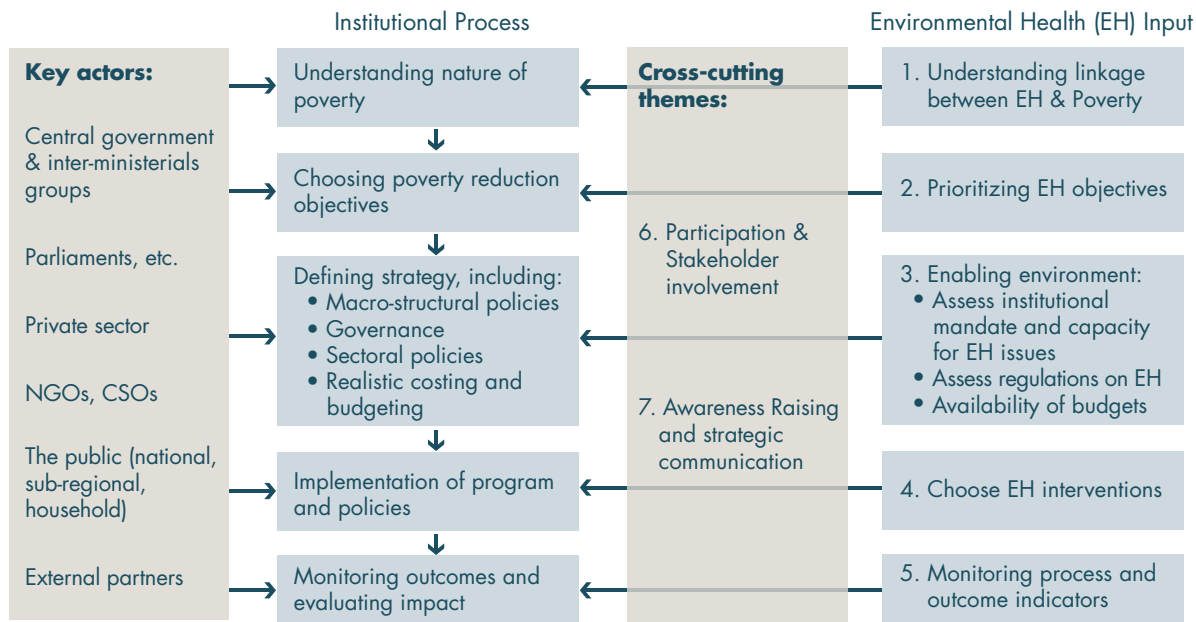 Institutional Process
Environmental Health (EH) Input
Key actors:
Central government
& inter-ministerials
groups
Parliaments, etc.
Private sector
NGOs, CSOs
The public (national,
sub-regional,
household)
External partners
Understanding nature of
poverty
Choosing poverty reduction
objectives
Defining strategy, including:
• Macro-structural policies
• Governance
• Sectoral policies
• Realistic costing and
budgeting
Implementation of program
and policies
Monitoring outcomes and
evaluating impact
Cross-cutting
themes:
6. Participation &
Stakeholder
involvement
7. Awareness Raising
and strategic
communication
1. Understanding linkage
between EH & Poverty
2. Prioritizing EH objectives
3. Enabling environment:
• Assess institutional
mandate and capacity
for EH issues
• Assess regulations on EH
• Availability of budgets
4. Choose EH interventions
5. Monitoring process and
outcome indicators